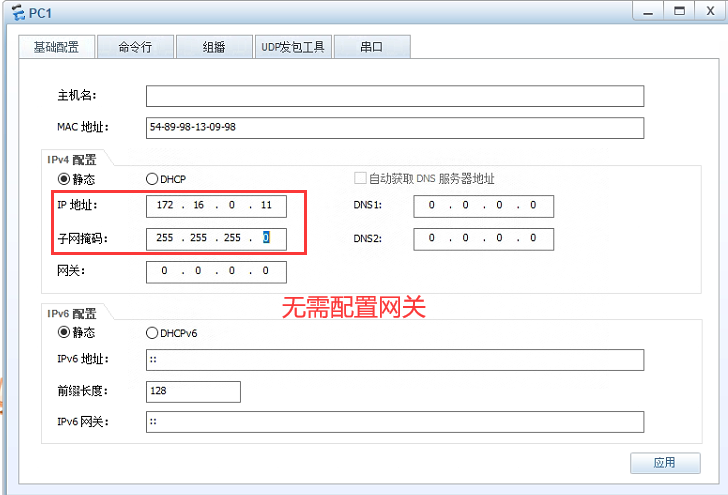 PC1
基础配置 命令行 组播 UDP发包工具 串口
主机名:
MAC 地址: 54-89-98-13-09-98
IPv4 配置
静态 DHCP 自动获取 DNS 服务器地址
IP 地址: 172 . 16 . 0 . 11 DNS1: 0 . 0 . 0 . 0
子网掩码: 255 . 255 . 255 . 0 DNS2: 0 . 0 . 0 . 0
网关: 0 . 0 . 0 . 0
无需配置网关
IPv6 配置
静态 DHCPv6
IPv6 地址: ::
前缀长度: 128
IPv6 网关: ::
应用